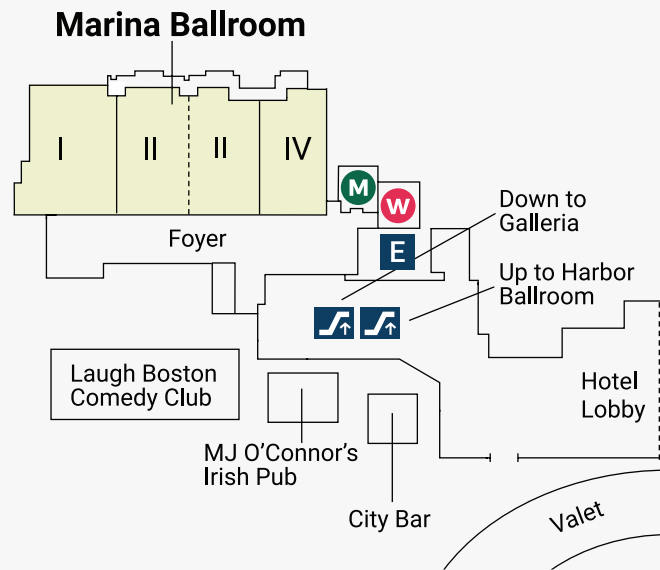 Marina Ballroom
I
II
II
IV
M
W
E
Foyer
Down to
Galleria
Up to Harbor
Ballroom
Laugh Boston
Comedy Club
MJ O’Connor’s
Irish Pub
City Bar
Hotel
Lobby
Valet